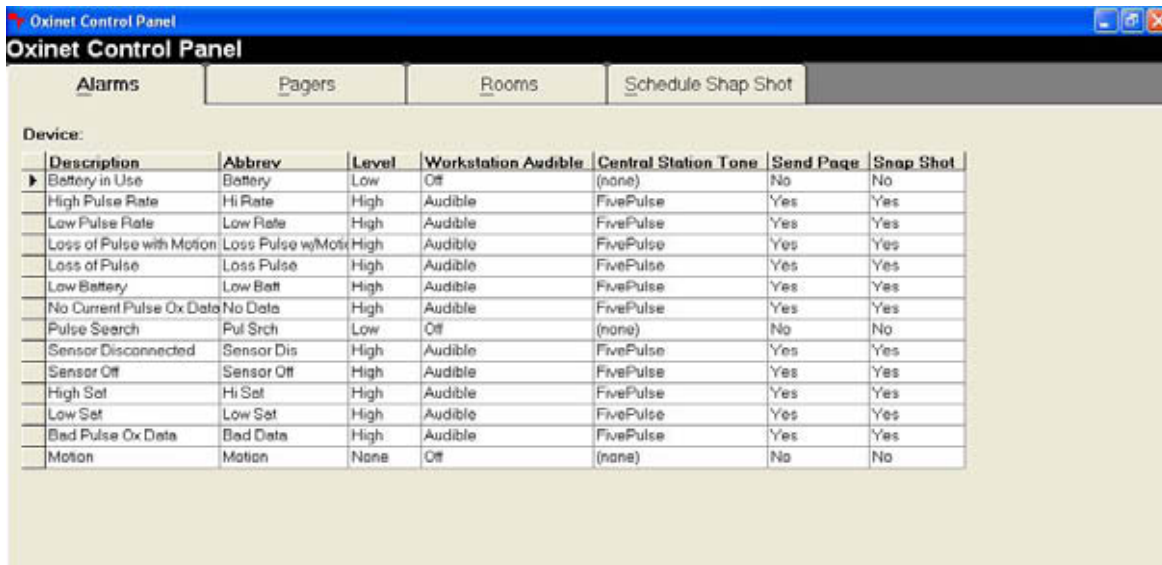 Oxinet Control Panel
Oxinet Control Panel
Alarms Pagers Rooms Schedule Shap Shot
Device:
Description Abbrev Level Workstation Audible Central Station Tone Send Page Snap Shot
Battery in Use Battery Low Off (none) No No
High Pulse Rate Hi Rate High Audible FivePulse Yes Yes
Low Pulse Rate Low Rate High Audible FivePulse Yes Yes
Loss of Pulse with Motion Loss Pulse w/Moti High Audible FivePulse Yes Yes
Loss of Pulse Loss Pulse High Audible FivePulse Yes Yes
Low Battery Low Batt High Audible FivePulse Yes Yes
No Current Pulse Ox Data No Data High Audible FivePulse Yes Yes
Pulse Search Pul Srch Low Off (none) No No
Sensor Disconnected Sensor Dis High Audible FivePulse Yes Yes
Sensor Off Sensor Off High Audible FivePulse Yes Yes
High Sat Hi Sat High Audible FivePulse Yes Yes
Low Sat Low Sat High Audible FivePulse Yes Yes
Bad Pulse Ox Data Bad Data High Audible FivePulse Yes Yes
Motion Motion None Off (none) No No